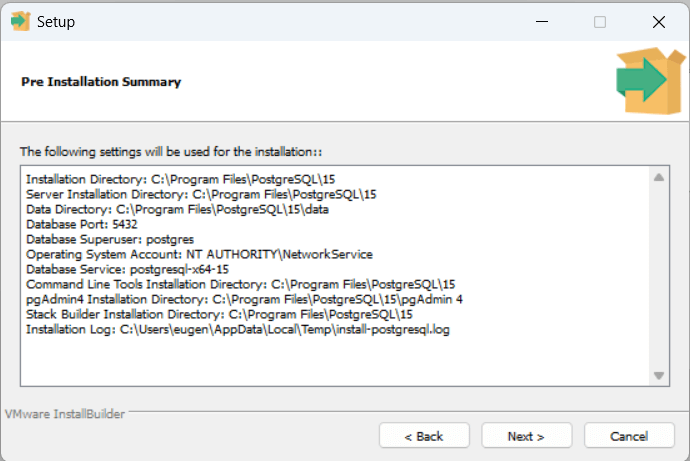 Setup
Pre Installation Summary
The following settings will be used for the installation::
Installation Directory: C:\Program Files\PostgreSQL\15
Server Installation Directory: C:\Program Files\PostgreSQL\15
Data Directory: C:\Program Files\PostgreSQL\15\data
Database Port: 5432
Database Superuser: postgres
Operating System Account: NT AUTHORITY\NetworkService
Database Service: postgresql-x64-15
Command Line Tools Installation Directory: C:\Program Files\PostgreSQL\15
pgAdmin4 Installation Directory: C:\Program Files\PostgreSQL\15\pgAdmin 4
Stack Builder Installation Directory: C:\Program Files\PostgreSQL\15
Installation Log: C:\Users\eugen\AppData\Local\Temp\install-postgresql.log
VMware InstallBuilder
< Back Next > Cancel